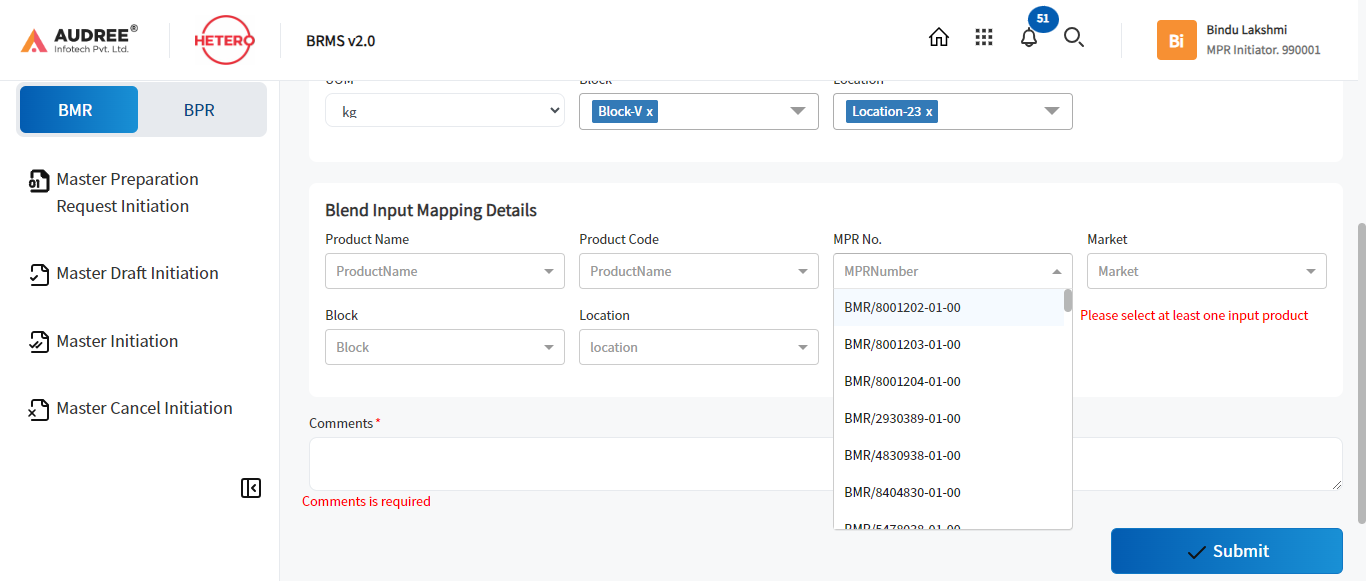 AUDREE®
Infotech Pvt. Ltd.
HETERO
BRMS v2.0
51
Bi
Bindu Lakshmi
MPR Initiator. 990001
BMR
BPR
Master Preparation
Request Initiation
Master Draft Initiation
Master Initiation
Master Cancel Initiation
UOM
Block
Location
kg
Block-V x
Location-23 x
Blend Input Mapping Details
Product Name
Product Code
MPR No.
Market
ProductName
ProductName
MPRNumber
Market
Block
Location
Please select at least one input product
Block
location
BMR/8001202-01-00
BMR/8001203-01-00
BMR/8001204-01-00
BMR/2930389-01-00
BMR/4830938-01-00
BMR/8404830-01-00
BMR/5478938-01-00
Comments *
Comments is required
Submit